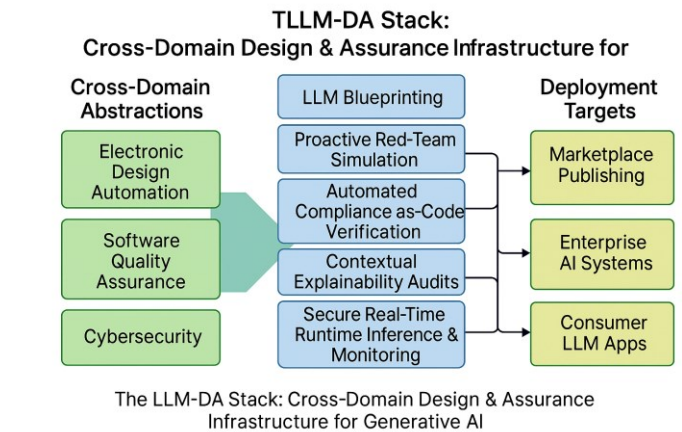 TLLM-DA Stack:
Cross-Domain Design & Assurance Infrastructure for
Cross-Domain
Abstractions
Electronic
Design
Automation
Software
Quality
Assurance
Cybersecurity
LLM Blueprinting
Proactive Red-Team
Simulation
Automated
Compliance as-Code
Verification
Contextual
Explainability Audits
Secure Real-Time
Runtime Inference &
Monitoring
Deployment
Targets
Marketplace
Publishing
Enterprise
AI Systems
Consumer
LLM Apps
The LLM-DA Stack: Cross-Domain Design & Assurance
Infrastructure for Generative AI